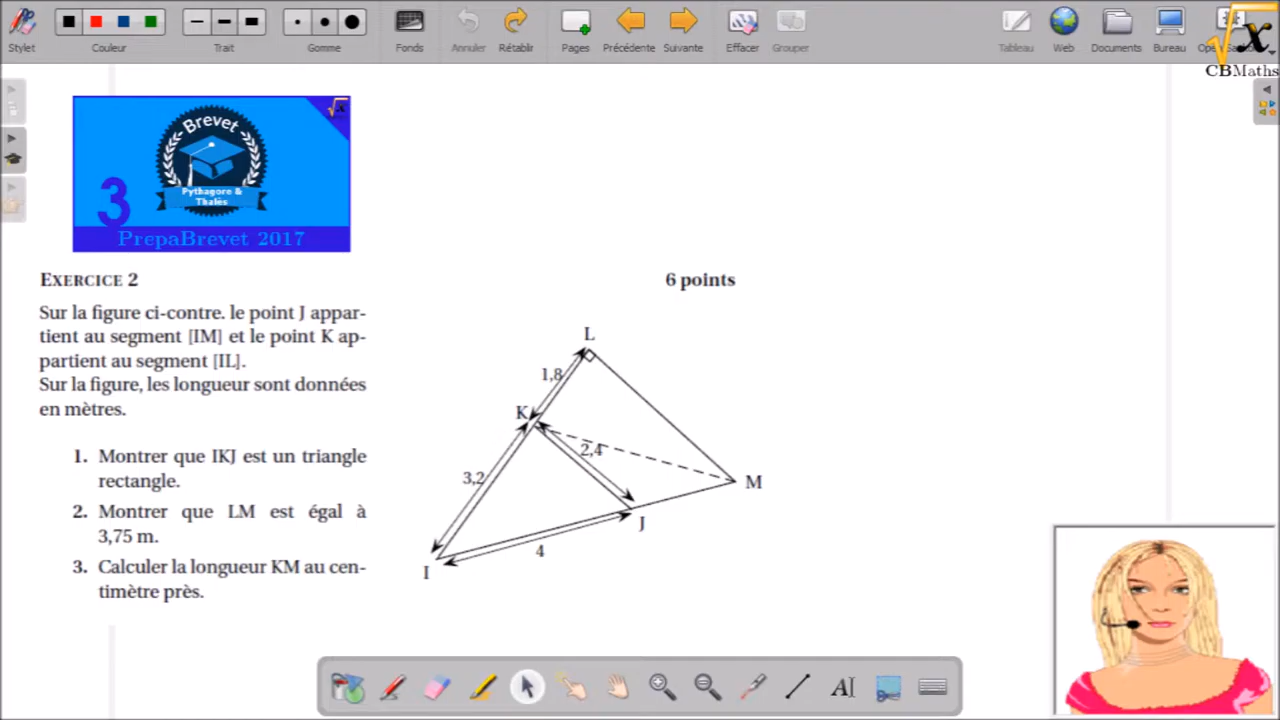 Stylet
Couleur
Trait
Gomme
Fonds
Annuler
Rétablir
Pages
Précédente
Suivante
Effacer
Grouper
Tableau
Web
Documents
Bureau
√x
CBMaths
Brevet
Pythagore &
Thalès
3
PrepaBrevet 2017
EXERCICE 2
6 points
Sur la figure ci-contre. le point J appar-
tient au segment [IM] et le point K ap-
partient au segment [IL].
Sur la figure, les longueur sont données
en mètres.
1. Montrer que IKJ est un triangle
rectangle.
2. Montrer que LM est égal à
3,75 m.
3. Calculer la longueur KM au cen-
timètre près.
L
1,8
K
2,4
3,2
M
J
4
I